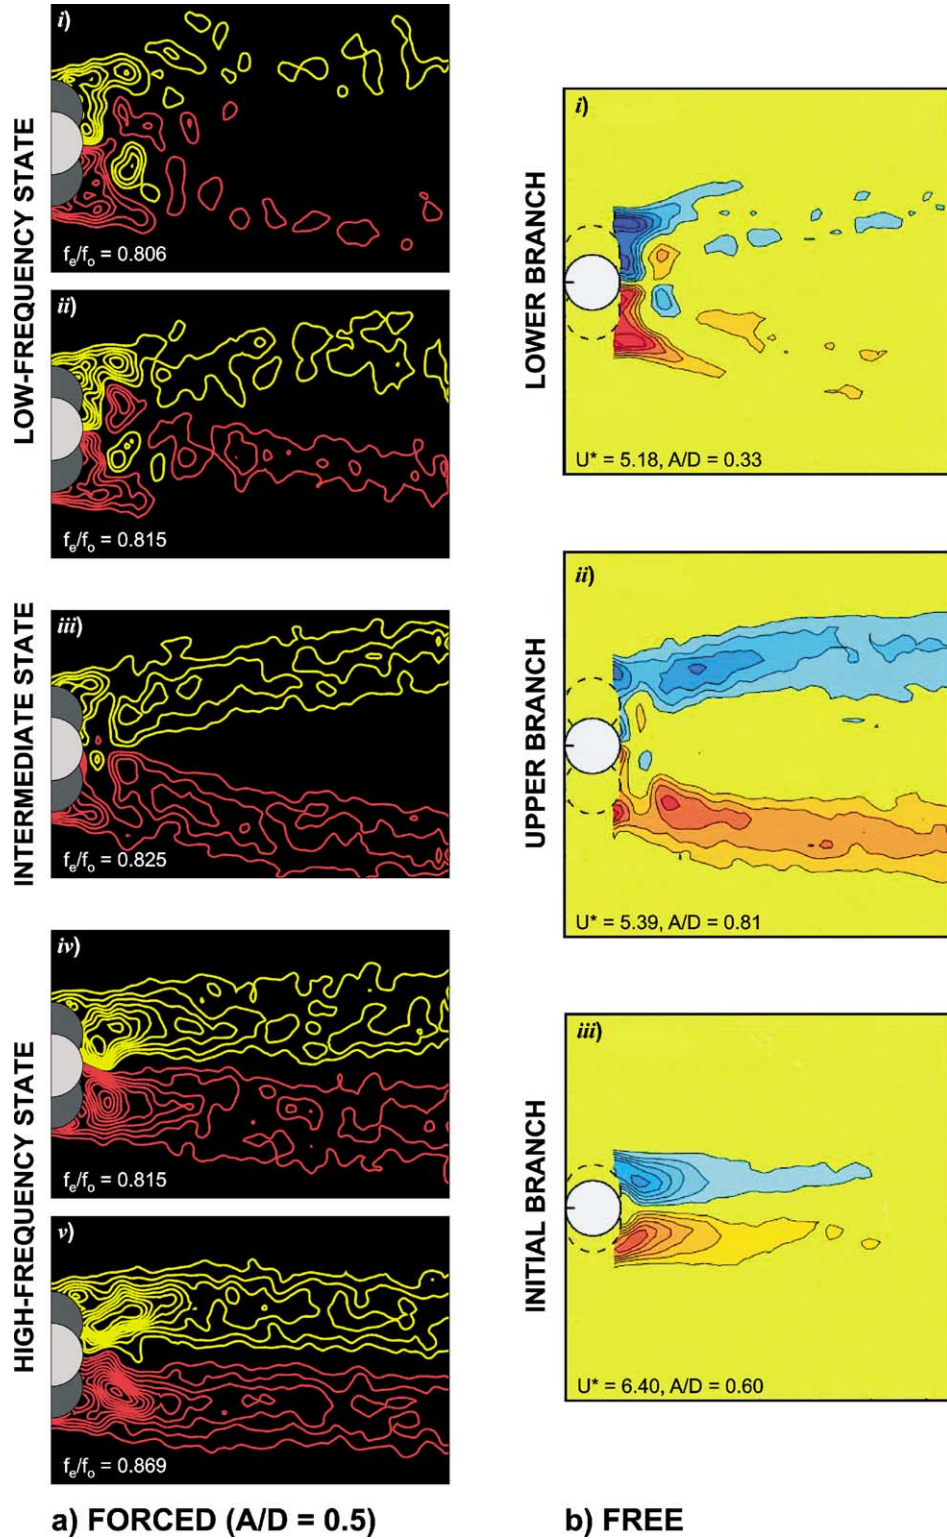 LOW-FREQUENCY STATE
i)
fe/fo = 0.806
ii)
fe/fo = 0.815
INTERMEDIATE STATE
iii)
fe/fo = 0.825
HIGH-FREQUENCY STATE
iv)
fe/fo = 0.815
v)
fe/fo = 0.869
a) FORCED (A/D = 0.5)
LOWER BRANCH
i)
U* = 5.18, A/D = 0.33
UPPER BRANCH
ii)
U* = 5.39, A/D = 0.81
INITIAL BRANCH
iii)
U* = 6.40, A/D = 0.60
b) FREE